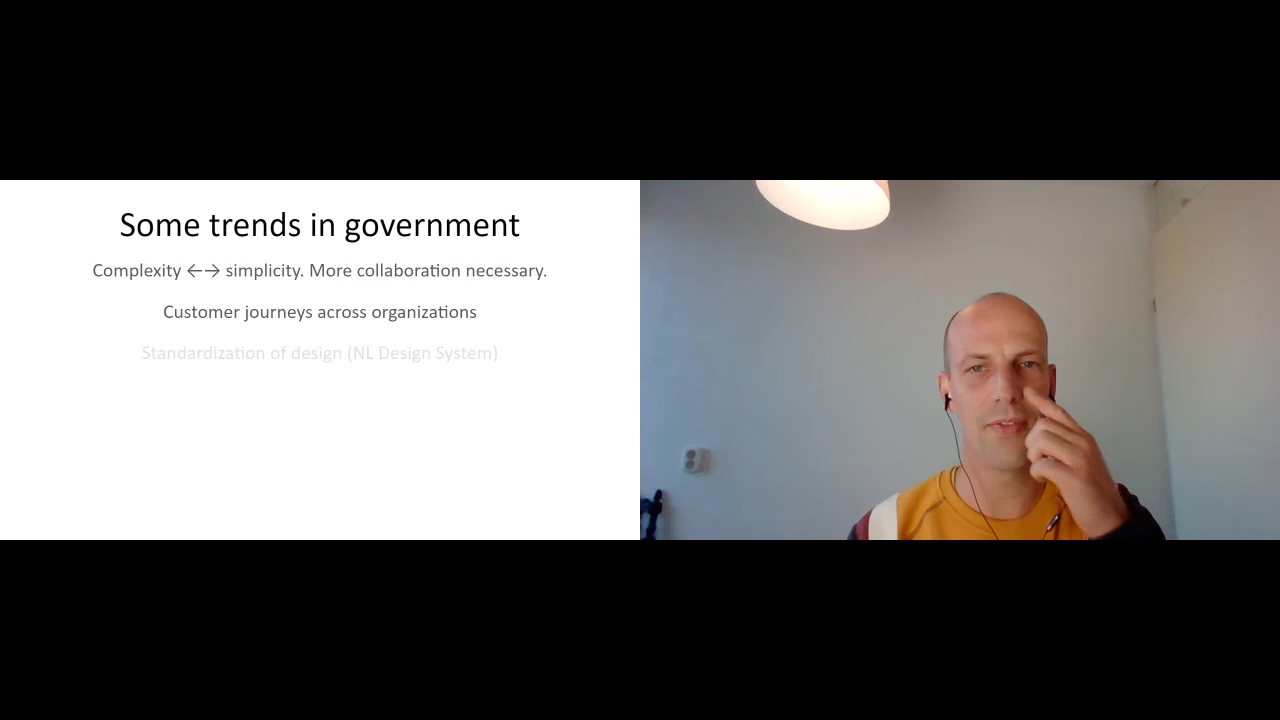 Some trends in government
Complexity ←→ simplicity. More collaboration necessary.
Customer journeys across organizations
Standardization of design (NL Design System)